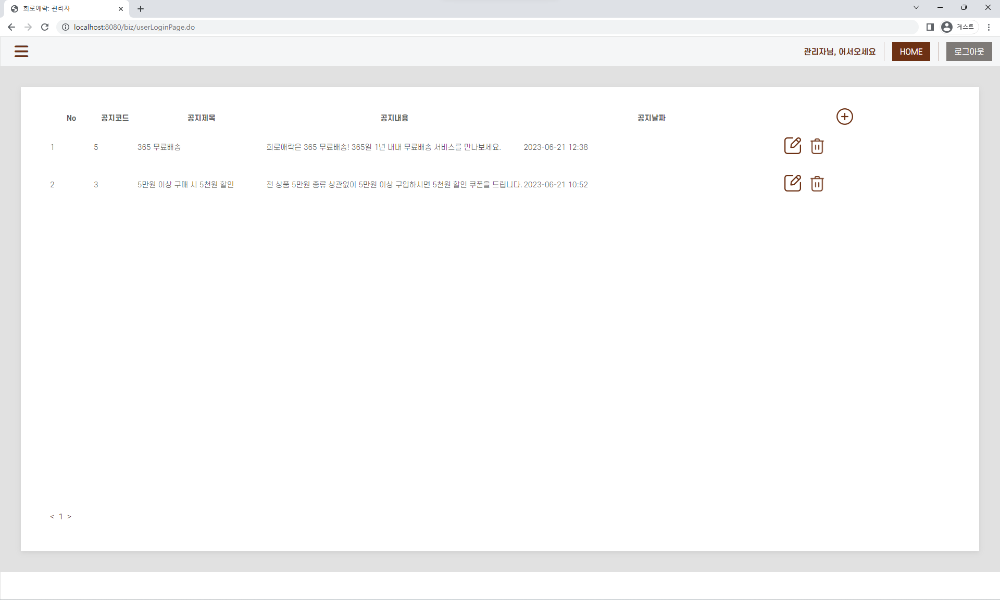 희로애락: 관리자
localhost:8080/biz/userLoginPage.do
게스트
관리자님, 어서오세요
HOME
로그아웃
No 공지코드 공지제목 공지내용 공지날짜
1 5 365 무료배송 희로애락은 365 무료배송! 365일 1년 내내 무료배송 서비스를 만나보세요. 2023-06-21 12:38
2 3 5만원 이상 구매 시 5천원 할인 전 상품 5만원 종류 상관없이 5만원 이상 구입하시면 5천원 할인 쿠폰을 드립니다. 2023-06-21 10:52
< 1 >